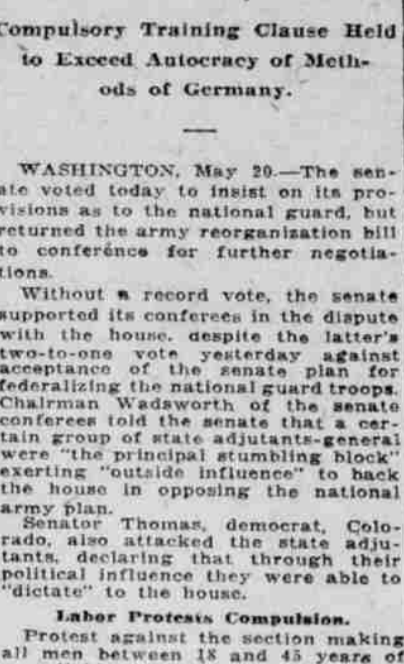 Compulsory Training Clause Held
to Exceed Autocracy of Meth-
ods of Germany.
WASHINGTON, May 20.—The sen-
ate voted today to insist on its pro-
visions as to the national guard, but
returned the army reorganization bill
to conference for further negotia-
tions.
Without a record vote, the senate
supported its conferees in the dispute
with the house, despite the latter's
two-to-one vote yesterday against
acceptance of the senate plan for
federalizing the national guard troops.
Chairman Wadsworth of the senate
conferees told the senate that a cer-
tain group of state adjutants-general
were "the principal stumbling block"
exerting "outside influence" to back
the house in opposing the national
army plan.
Senator Thomas, democrat, Colo-
rado, also attacked the state adju-
tants, declaring that through their
political influence they were able to
"dictate" to the house.
Labor Protests Compulsion.
Protest against the section making
all men between 18 and 45 years of